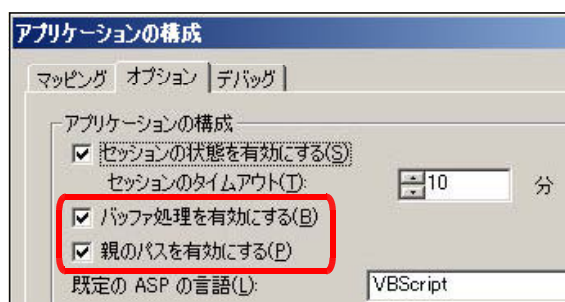 アプリケーションの構成
マッピング オプション デバッグ
アプリケーションの構成
セッションの状態を有効にする(S)
セッションのタイムアウト(T): 10 分
バッファ処理を有効にする(B)
親のパスを有効にする(P)
既定の ASP の言語(L): VBScript